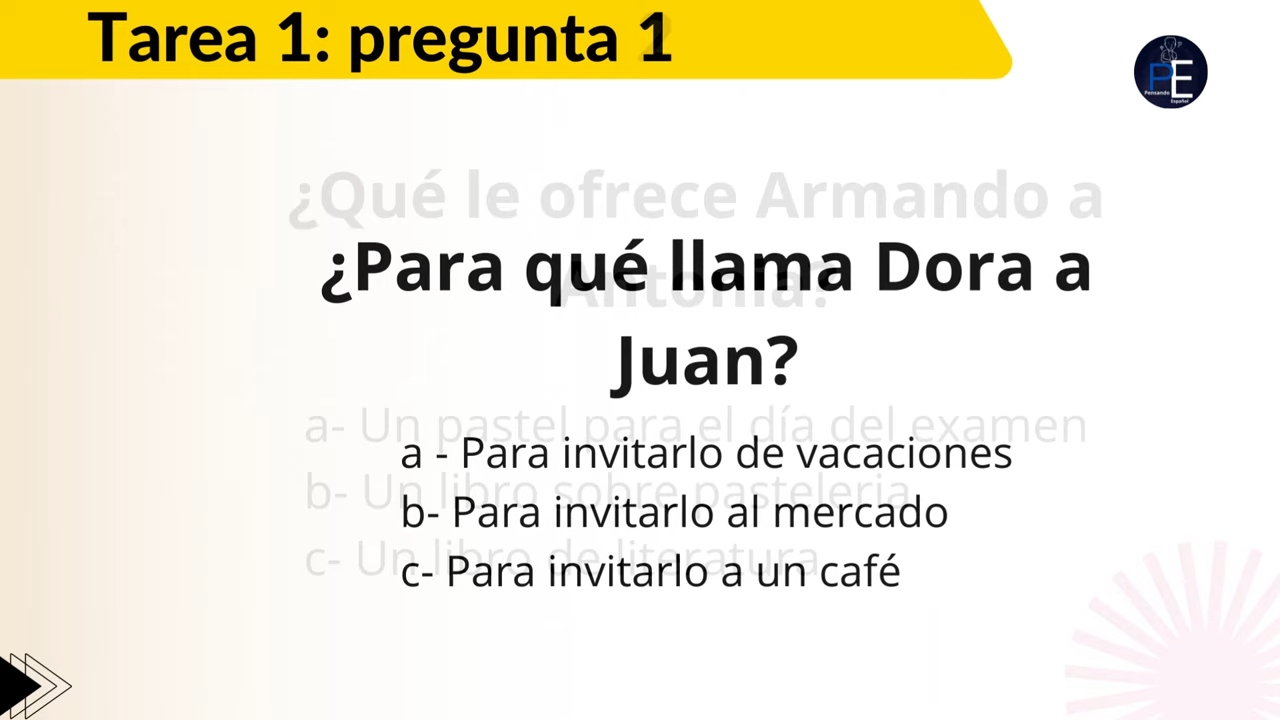 Tarea 1: pregunta 1
PE
Pensando
Español
¿Qué le ofrece Armando a
Antonia?
¿Para qué llama Dora a
Juan?
a- Un pastel para el día del examen
b- Un libro sobre pasteleria
c- Un libro de literatura
a - Para invitarlo de vacaciones
b- Para invitarlo al mercado
c- Para invitarlo a un café